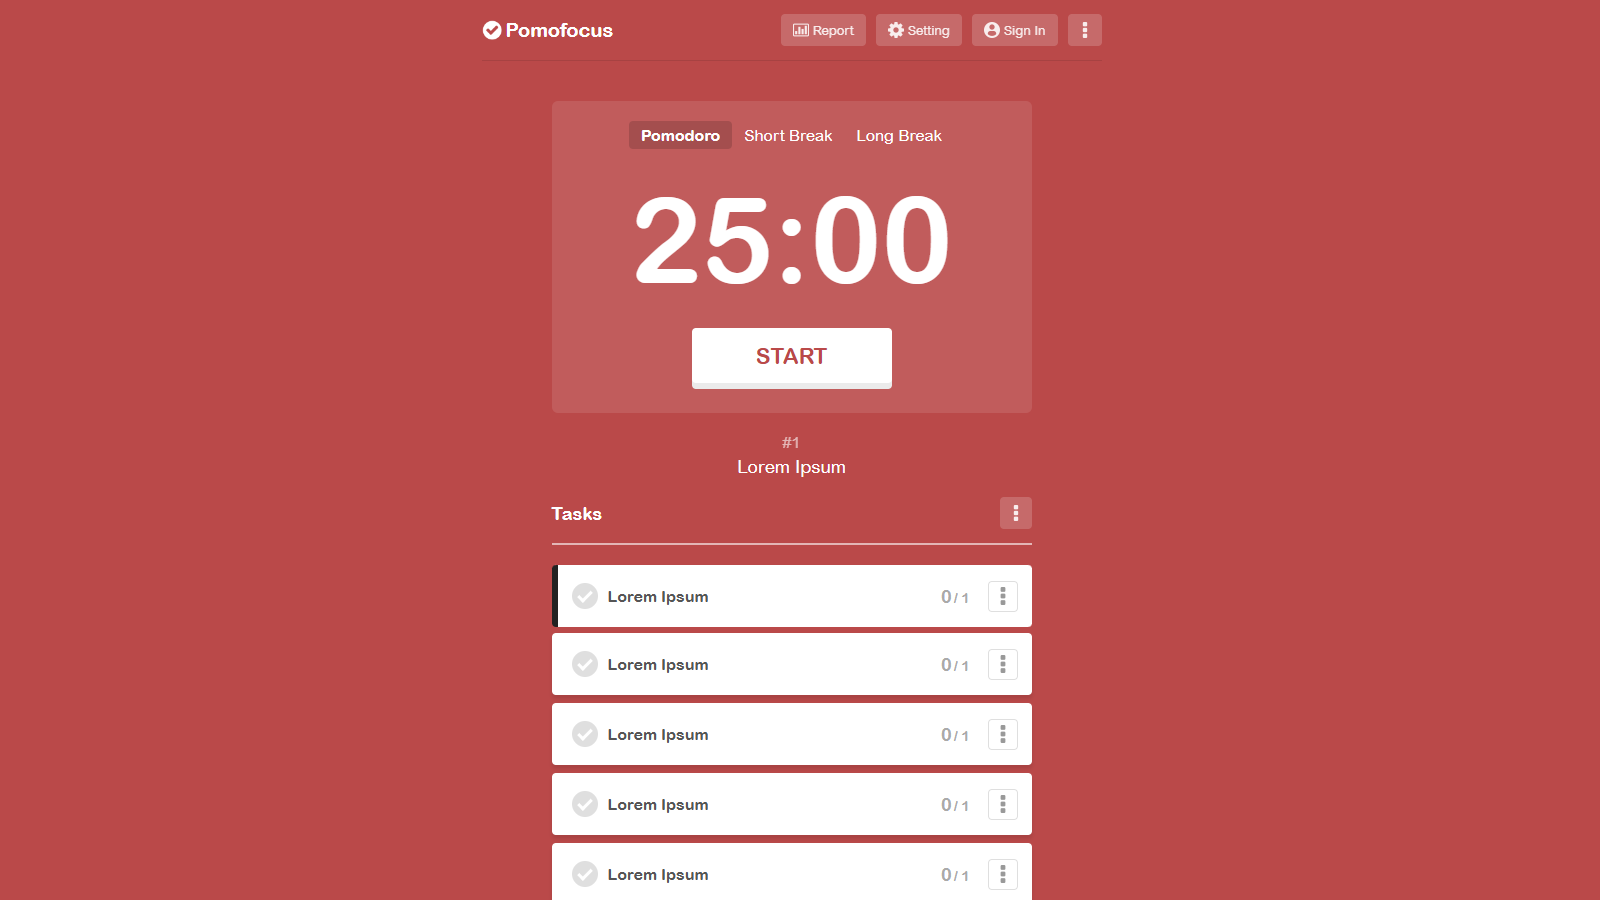 Pomofocus
Report
Setting
Sign In
Pomodoro
Short Break
Long Break
25:00
START
#1
Lorem Ipsum
Tasks
Lorem Ipsum 0/ 1
Lorem Ipsum 0/ 1
Lorem Ipsum 0/ 1
Lorem Ipsum 0/ 1
Lorem Ipsum 0/ 1